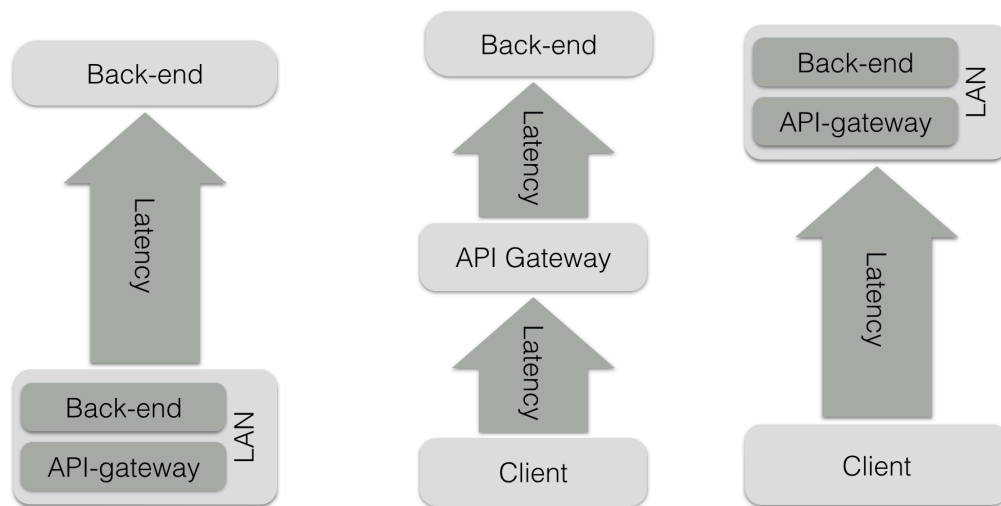 Back-end
Latency
Back-end
API-gateway
LAN
Back-end
Latency
API Gateway
Latency
Client
Back-end
API-gateway
LAN
Latency
Client